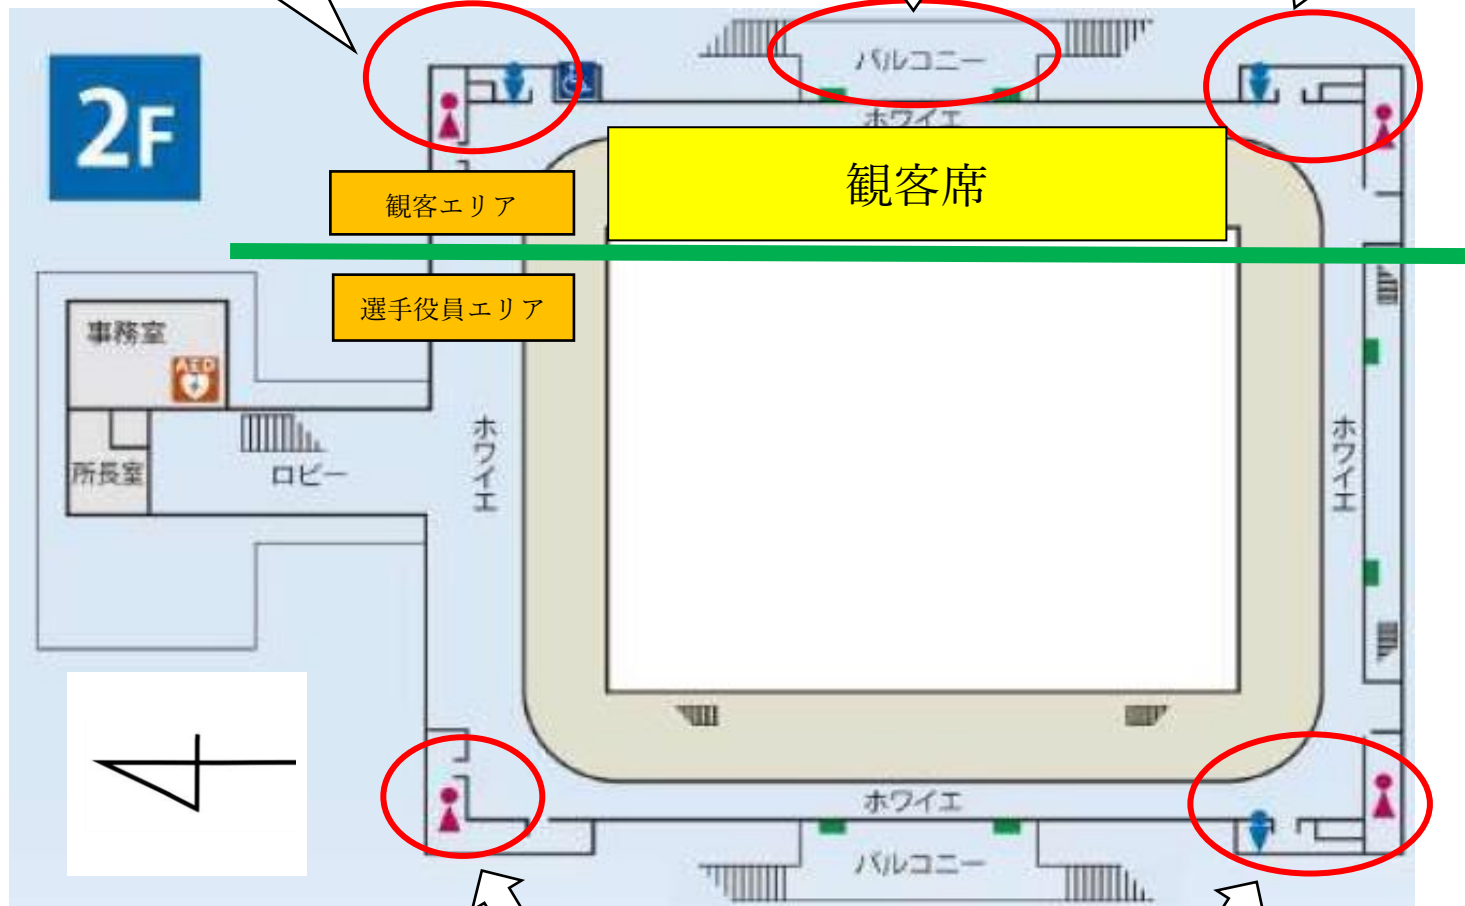 バルコニー
2F
ホワイエ
観客席
観客エリア
選手役員エリア
事務室
AED
ホワイエ
ホワイエ
所長室
ロビー
ホワイエ
バルコニー